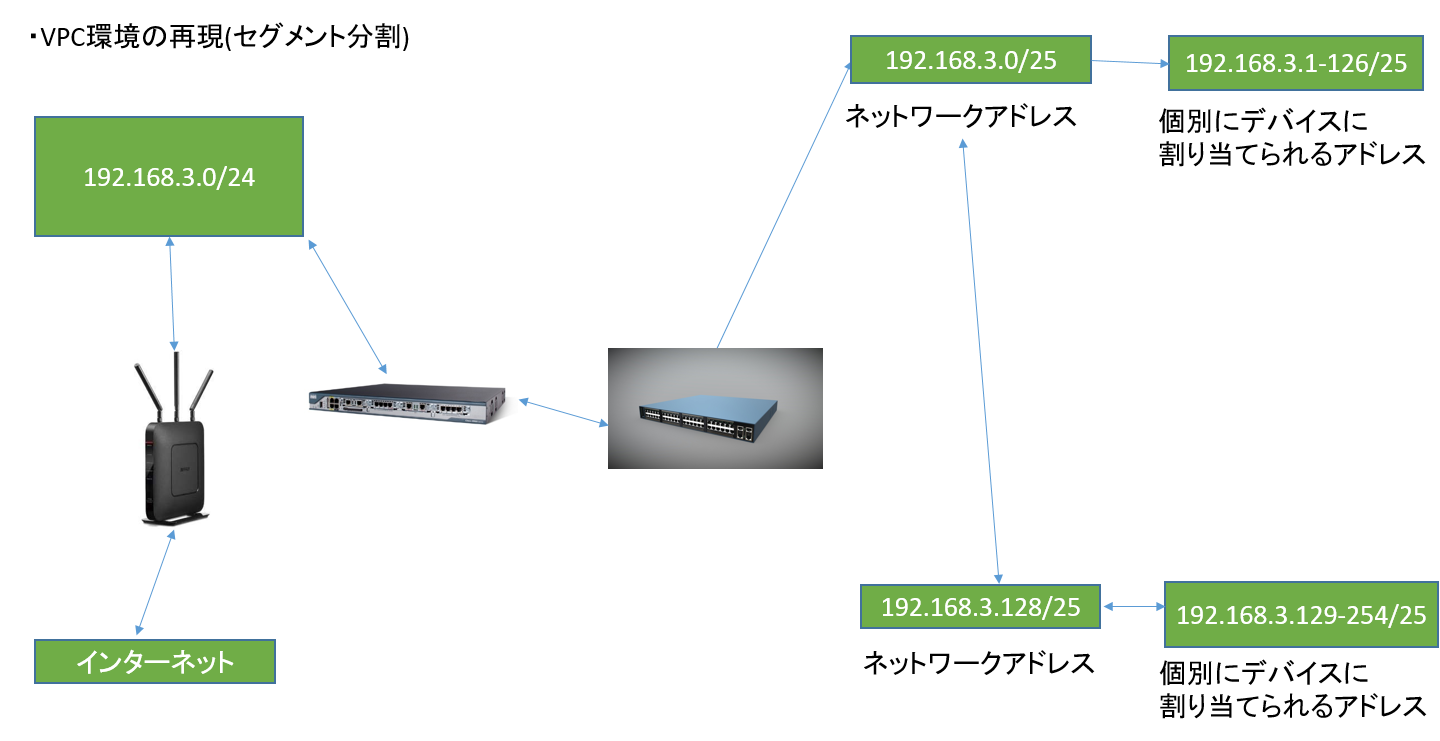 ・VPC環境の再現(セグメント分割)
192.168.3.0/24
インターネット
192.168.3.0/25
ネットワークアドレス
192.168.3.1-126/25
個別にデバイスに
割り当てられるアドレス
192.168.3.128/25
ネットワークアドレス
192.168.3.129-254/25
個別にデバイスに
割り当てられるアドレス